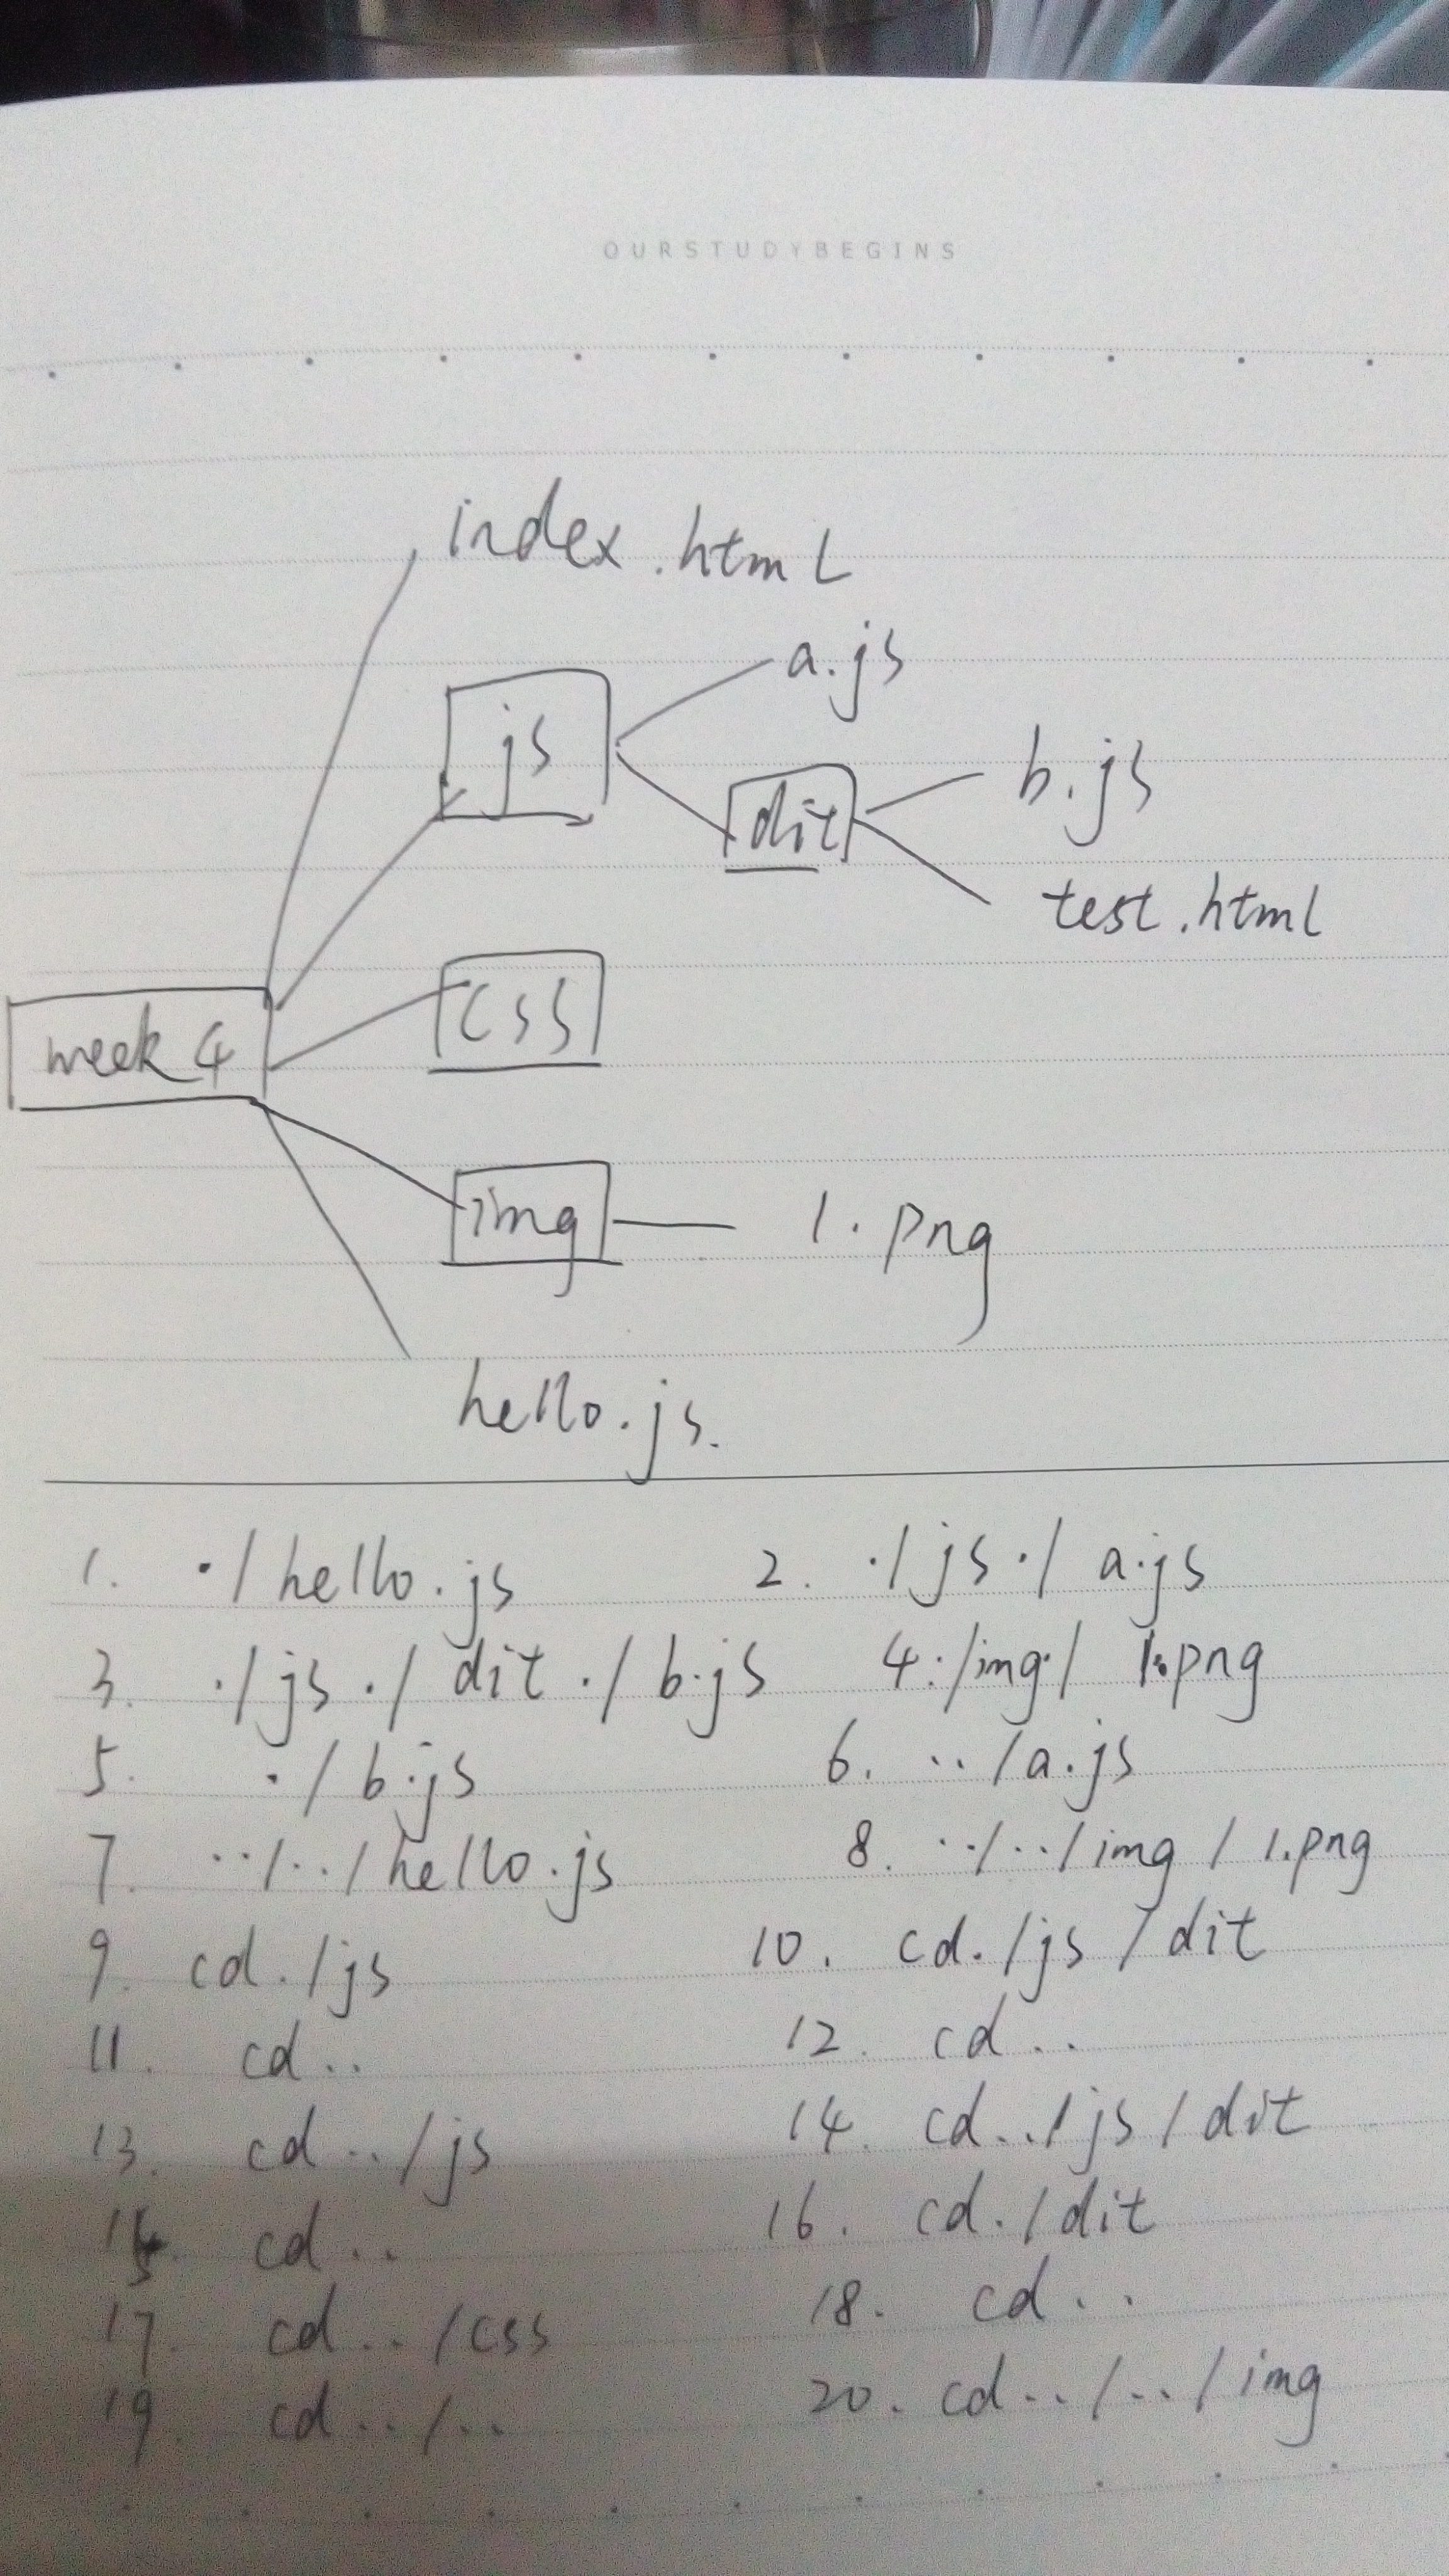 OURSTUDYBEGINS
index.html
a.js
js
b.js
dit
test.html
css
week4
img
1.png
hello.js.
1. ./hello.js
2. ./js./a.js
3. ./js./dit./b.js
4. ./img./ 1.png
5. ./b.js
6. ../a.js
7. ../../hello.js
8. ../../img/1.png
9. cd./js
10. cd./js/dit
11. cd..
12. cd..
13. cd../js
14. cd../js/dit
15. cd..
16. cd./dit
17. cd../css
18. cd..
19. cd../..
20. cd../../img